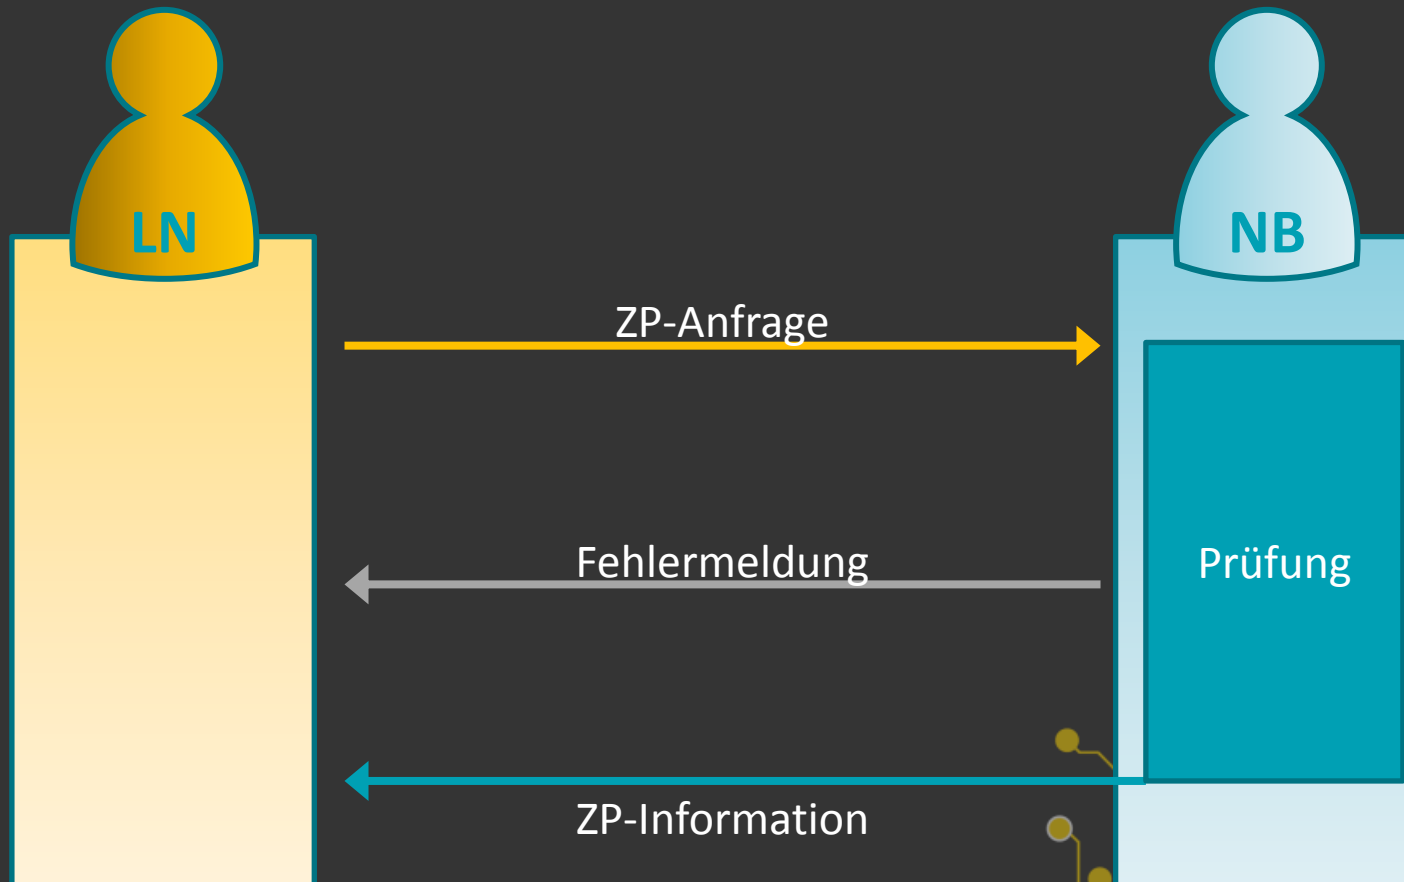 LN
NB
ZP-Anfrage
Fehlermeldung
Prüfung
ZP-Information